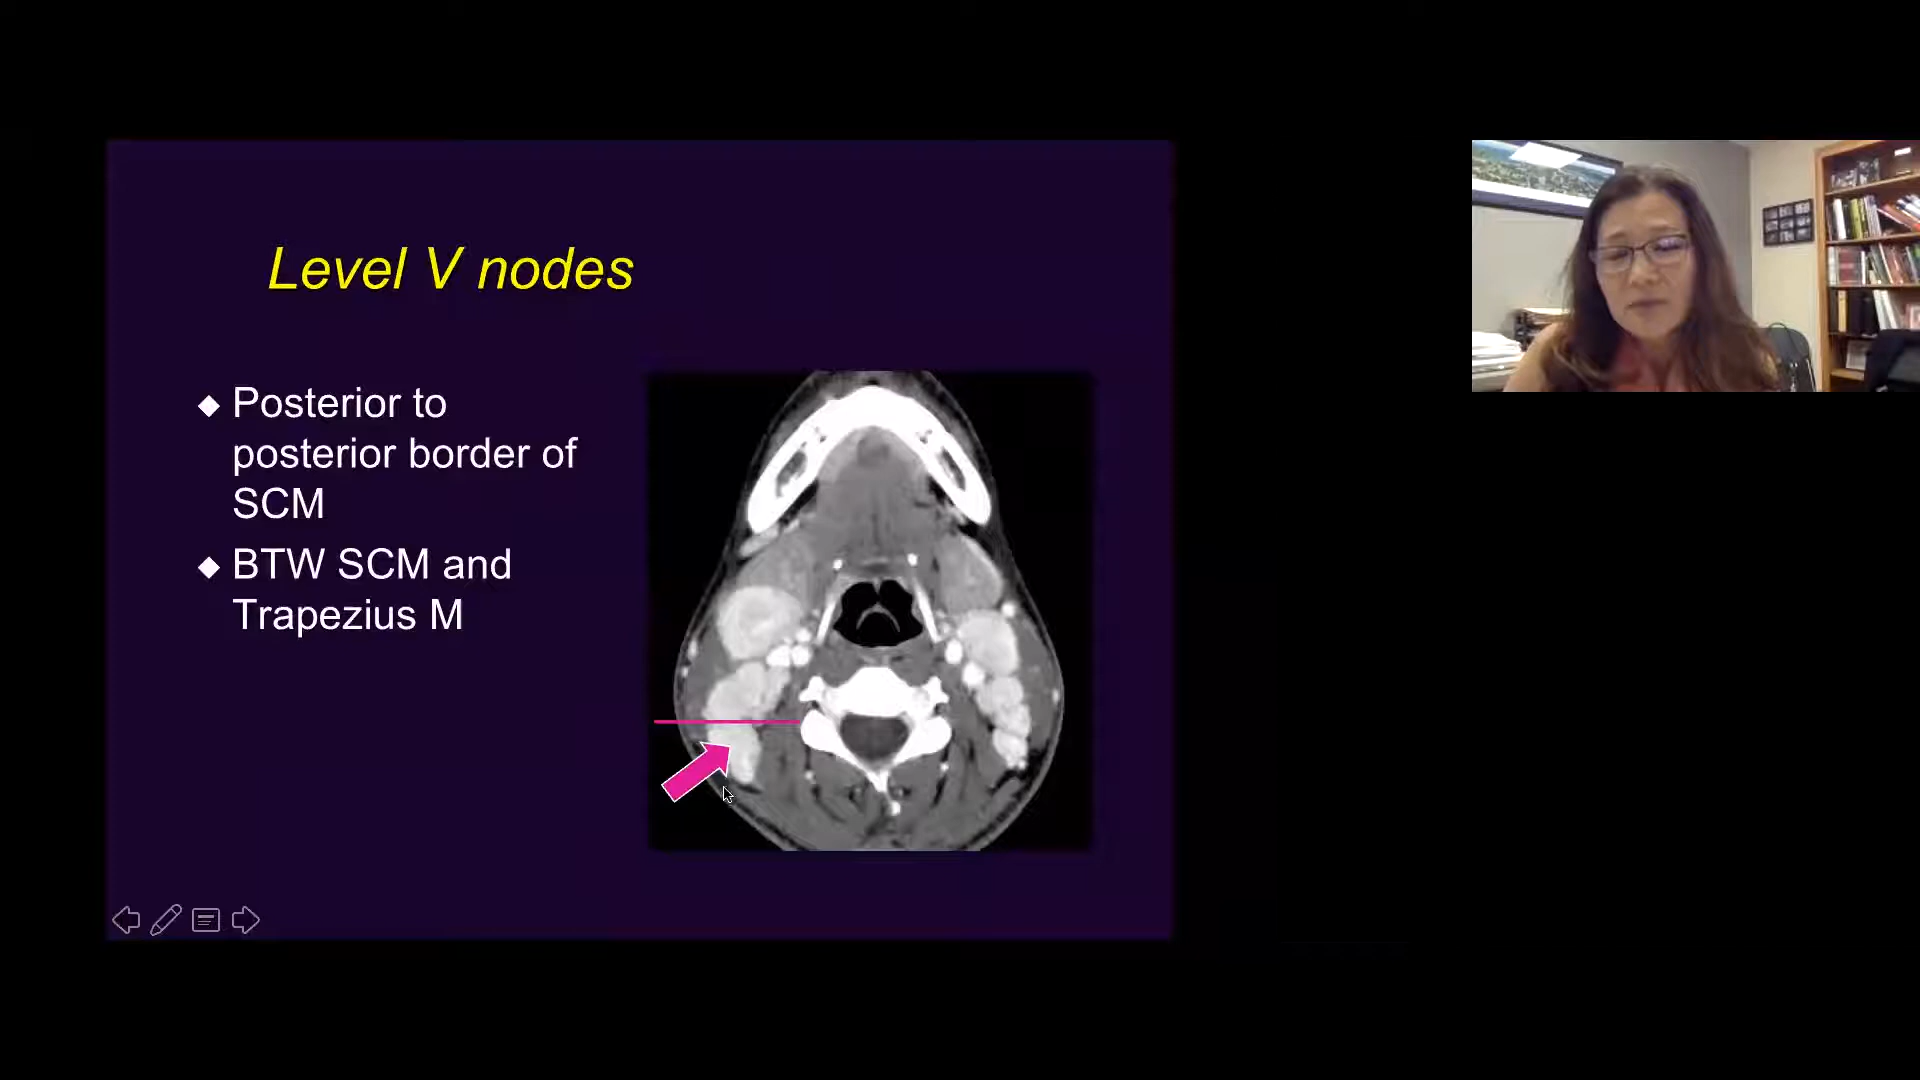 Level V nodes
Posterior to
posterior border of
SCM
BTW SCM and
Trapezius M